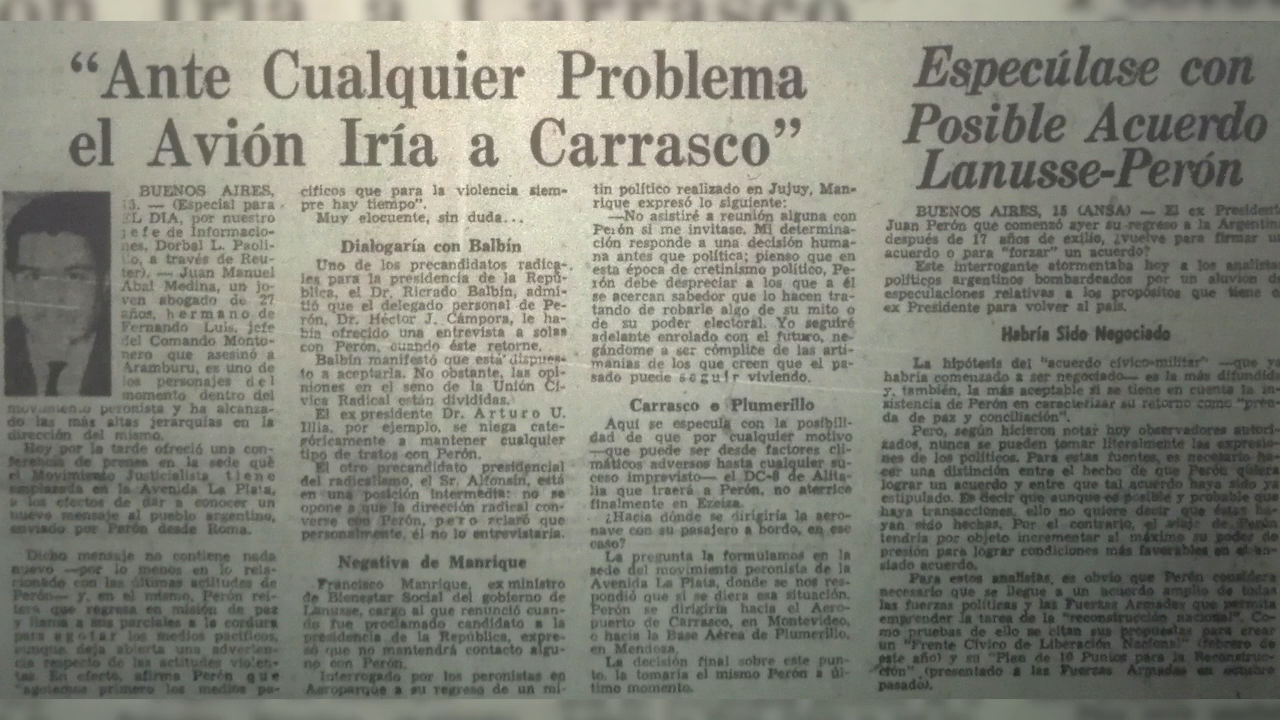 “Ante Cualquier Problema
el Avión Iría a Carrasco”
BUENOS AIRES,
— (Especial para
EL DIA, por nuestro
jefe de Informacio-
nes, Dorbal L. Paoli-
llo, a través de Reu-
ter). — Juan Manuel
Abal Medina, un jo-
ven abogado de 27
años, hermano de
Fernando Luis, jefe
del Comando Monto-
nero que asesinó a
Aramburu, es uno de
los personajes del
momento dentro del
movimiento peronista y ha alcanza-
do las más altas jerarquías en la
dirección del mismo.
Hoy por la tarde ofreció una con-
ferencia de prensa en la sede que
el Movimiento Justicialista tiene
emplazada en la Avenida La Plata,
a los efectos de dar a conocer un
nuevo mensaje al pueblo argentino,
enviado por Perón desde Roma.
Dicho mensaje no contiene nada
nuevo —por lo menos en lo rela-
cionado con las últimas actitudes de
Perón— y, en el mismo, Perón rei-
tera que regresa en misión de paz
y llama a sus parciales a la cordura
para agotar los medios pacíficos,
aunque deja abierta una adverten-
cia respecto de las actitudes violen-
tas. En efecto, afirma Perón que
“agotemos primero los medios pa-
cíficos que para la violencia siem-
pre hay tiempo”.
Muy elocuente, sin duda...
Dialogaría con Balbín
Uno de los precandidatos radica-
les para la presidencia de la Repú-
blica, el Dr. Ricrado Balbín, admi-
tió que el delegado personal de Pe-
rón, Dr. Héctor J. Cámpora, le ha-
bía ofrecido una entrevista a solas
con Perón, cuando éste retorne.
Balbín manifestó que está dispues-
to a aceptarla. No obstante, las opi-
niones en el seno de la Unión Cí-
vica Radical están divididas.
El ex presidente Dr. Arturo U.
Illia, por ejemplo, se niega cate-
góricamente a mantener cualquier
tipo de tratos con Perón.
El otro precandidato presidencial
del radicalismo, el Sr. Alfonsín, está
en una posición intermedia: no se
opone a que la dirección radical con-
verse con Perón, pero aclaró que
personalmente, él no lo entrevistaría.
Negativa de Manrique
Francisco Manrique, ex ministro
de Bienestar Social del gobierno de
Lanusse, cargo al que renunció cuan-
do fue proclamado candidato a la
presidencia de la República, expre-
só que no mantendrá contacto algu-
no con Perón.
Interrogado por los peronistas en
Aeroparque a su regreso de un mi-
tin político realizado en Jujuy, Man-
rique expresó lo siguiente:
—No asistiré a reunión alguna con
Perón si me invitase. Mi determina-
ción responde a una decisión huma-
na antes que política; pienso que en
esta época de cretinismo político, Pe-
rón debe despreciar a los que a él
se acercan sabedor que lo hacen tra-
tando de robarle algo de su mito o
de su poder electoral. Yo seguiré
adelante enrolado con el futuro, ne-
gándome a ser cómplice de las arti-
manías de los que creen que el pa-
sado puede seguir viviendo.
Carrasco o Plumerillo
Aquí se especula con la posibili-
dad de que por cualquier motivo
—que puede ser desde factores cli-
máticos adversos hasta cualquier su-
ceso imprevisto— el DC-8 de Alita-
lia que traerá a Perón, no aterrice
finalmente en Ezeiza.
¿Hacia dónde se dirigiría la aero-
nave con su pasajero a bordo, en ese
caso?
La pregunta la formulamos en la
sede del movimiento peronista de la
Avenida La Plata, donde se nos res-
pondió que si se diera esa situación,
Perón se dirigiría hacia el Aero-
puerto de Carrasco, en Montevideo,
o hacia la Base Aérea de Plumerillo,
en Mendoza.
La decisión final sobre este pun-
to, la tomaría el mismo Perón a úl-
timo momento.
Especúlase con
Posible Acuerdo
Lanusse-Perón
BUENOS AIRES, 15 (ANSA) — El ex President
Juan Perón que comenzó ayer su regreso a la Argentin
después de 17 años de exilio, ¿vuelve para firmar un
acuerdo o para “forzar” un acuerdo?
Este interrogante atormentaba hoy a los analistas
políticos argentinos bombardeados por un aluvión de
especulaciones relativas a los propósitos que tiene el
ex Presidente para volver al país.
Habría Sido Negociado
La hipótesis del “acuerdo cívico-militar” —que ya
habría comenzado a ser negociado— es la más difundida
y, también, la más aceptable si se tiene en cuenta la in-
sistencia de Perón en caracterizar su retorno como “pren-
da de paz y conciliación”.
Pero, según hicieron notar hoy observadores autori-
zados, nunca se pueden tomar literalmente las expresio-
nes de los políticos. Para estas fuentes, es necesario ha-
cer una distinción entre el hecho de que Perón quiera
lograr un acuerdo y entre que tal acuerdo haya sido ya
estipulado. Es decir que aunque es posible y probable que
haya transacciones, ello no quiere decir que éstas ha-
yan sido hechas. Por el contrario, el viaje de Perón
tendría por objeto incrementar al máximo su poder de
presión para lograr condiciones más favorables en el an-
siado acuerdo.
Para estos analistas, es obvio que Perón considera
necesario que se llegue a un acuerdo amplio de todas
las fuerzas políticas y las Fuerzas Armadas que permita
emprender la tarea de la “reconstrucción nacional”. Co-
mo pruebas de ello se citan sus propuestas para crear
un “Frente Cívico de Liberación Nacional” (febrero de
este año) y su “Plan de 10 Puntos para la Reconstruc-
ción” (presentado a las Fuerzas Armadas en octubre
pasado).